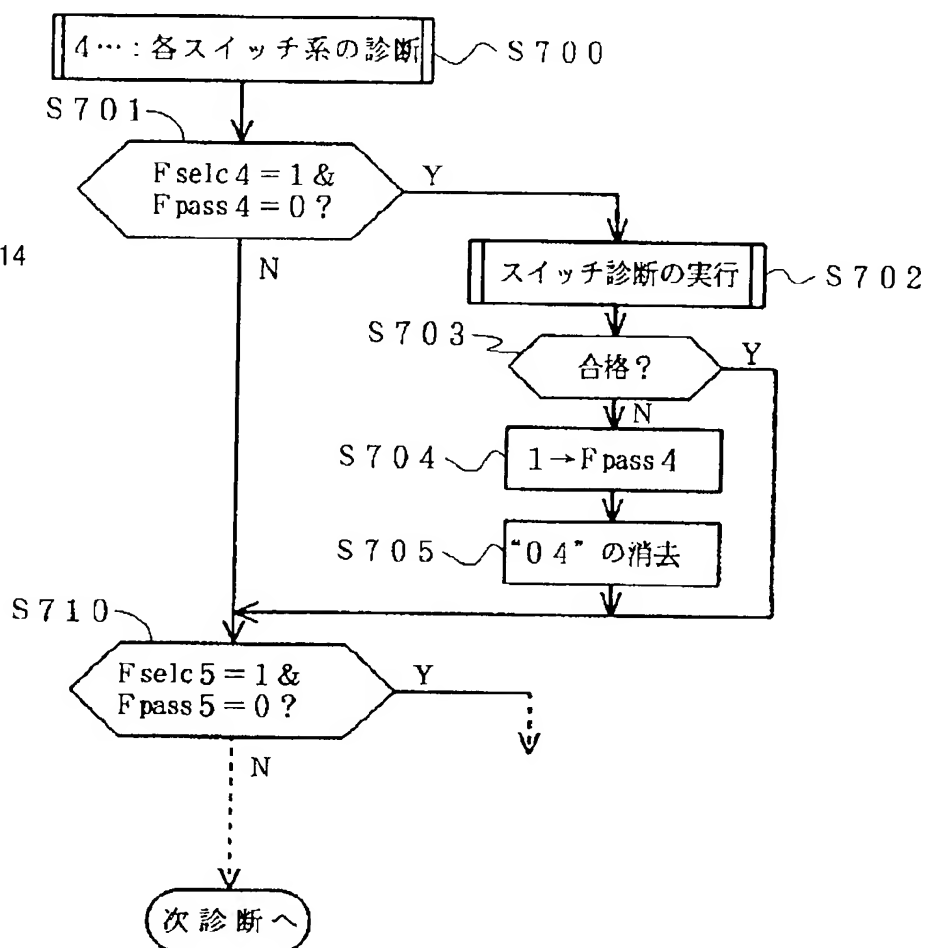 4…:各スイッチ系の診断
S700
S701
Fselc4=1&
Fpass4=0?
Y
N
14
スイッチ診断の実行
S702
S703
合格?
Y
N
S704
1→Fpass4
S705
“04”の消去
S710
Fselc5=1&
Fpass5=0?
Y
N
次診断へ